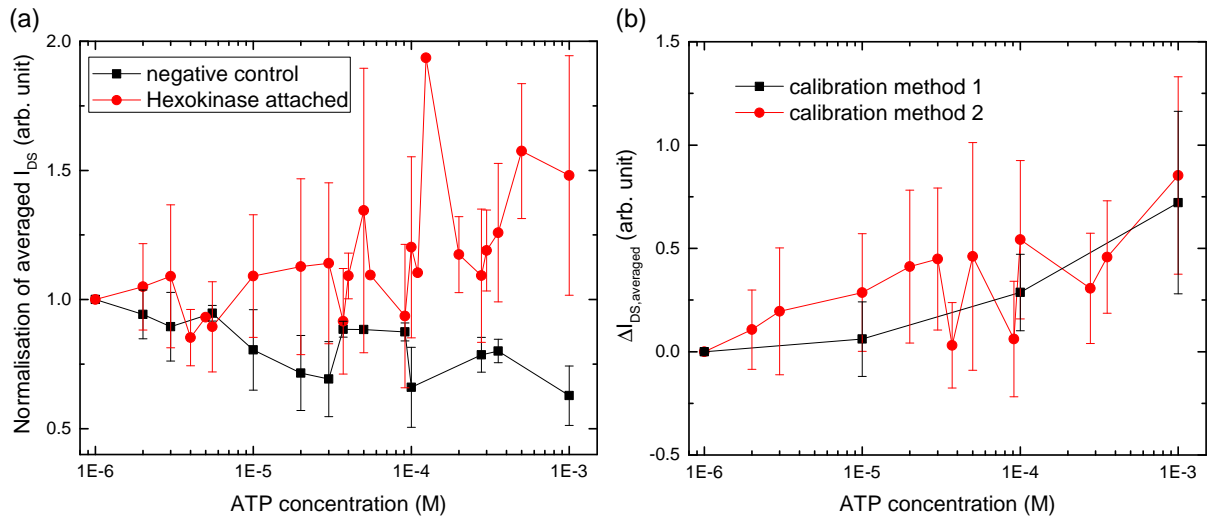 (a)
Normalisation of averaged I_DS (arb. unit)
2.0
1.5
1.0
0.5
negative control
Hexokinase attached
1E-6
1E-5
1E-4
1E-3
ATP concentration (M)
(b)
ΔI_DS,averaged (arb. unit)
1.5
1.0
0.5
0.0
-0.5
calibration method 1
calibration method 2
1E-6
1E-5
1E-4
1E-3
ATP concentration (M)